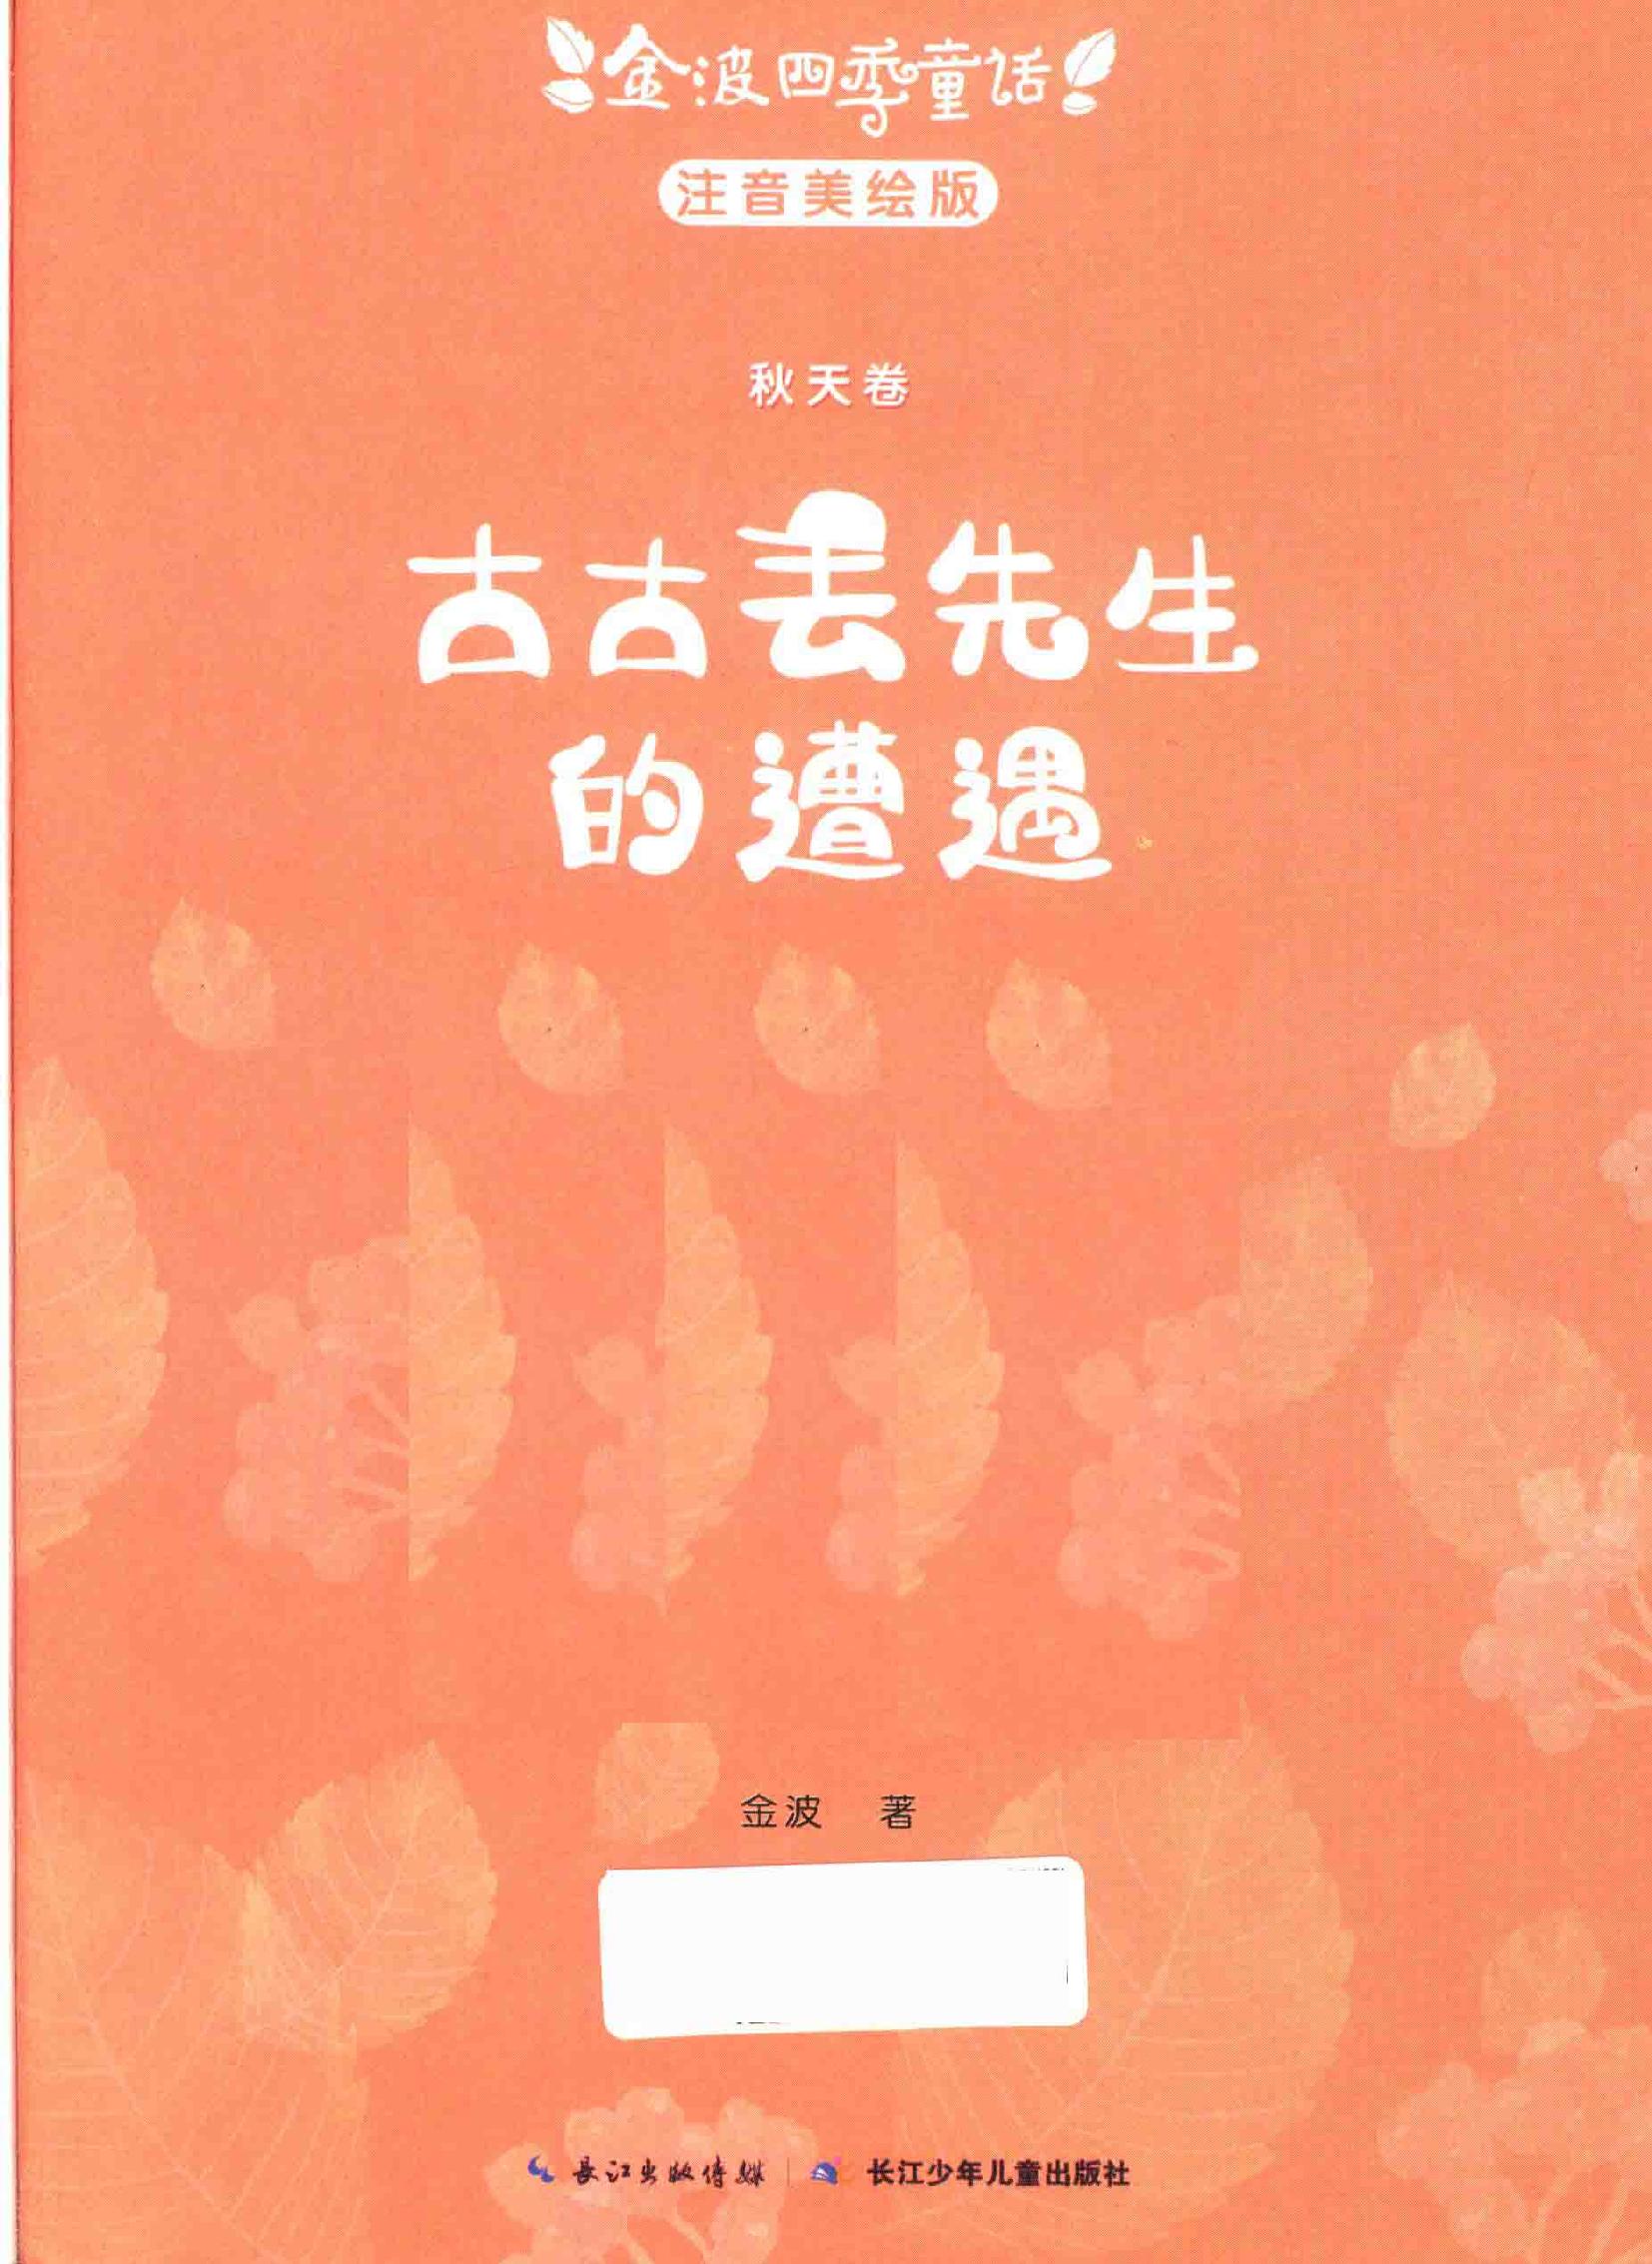 金波四季童话
注音美绘版
秋天卷
古古丢先生
的遭遇
金波 著
长江出版传媒 长江少年儿童出版社